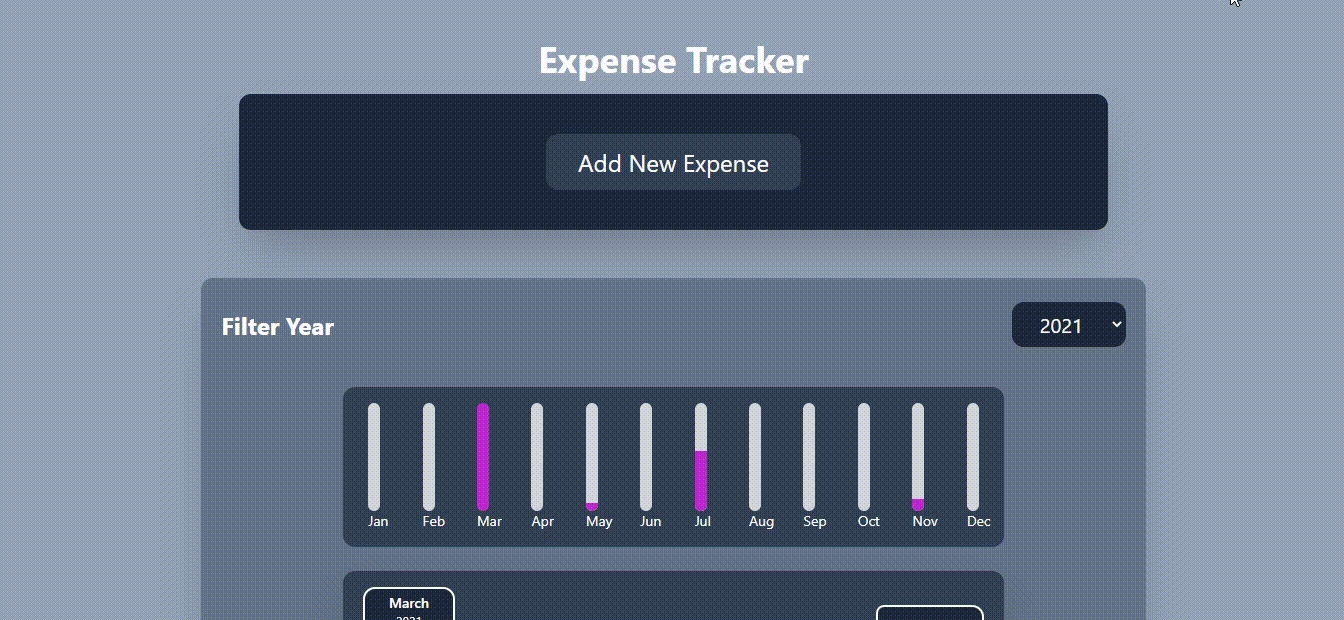 Expense Tracker
Add New Expense
Filter Year
2021
Jan Feb Mar Apr May Jun Jul Aug Sep Oct Nov Dec
March
2021